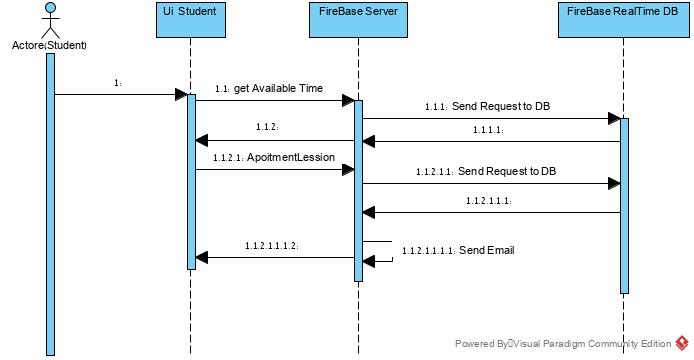 Ui Student
FireBase Server
FireBase RealTime DB
Actore(Student)
1:
1.1: get Available Time
1.1.1: Send Request to DB
1.1.2:
1.1.1.1:
1.1.2.1: ApoitmentLession
1.1.2.1.1: Send Request to DB
1.1.2.1.1.1:
1.1.2.1.1.1.2:
1.1.2.1.1.1.1: Send Email
Powered By Visual Paradigm Community Edition